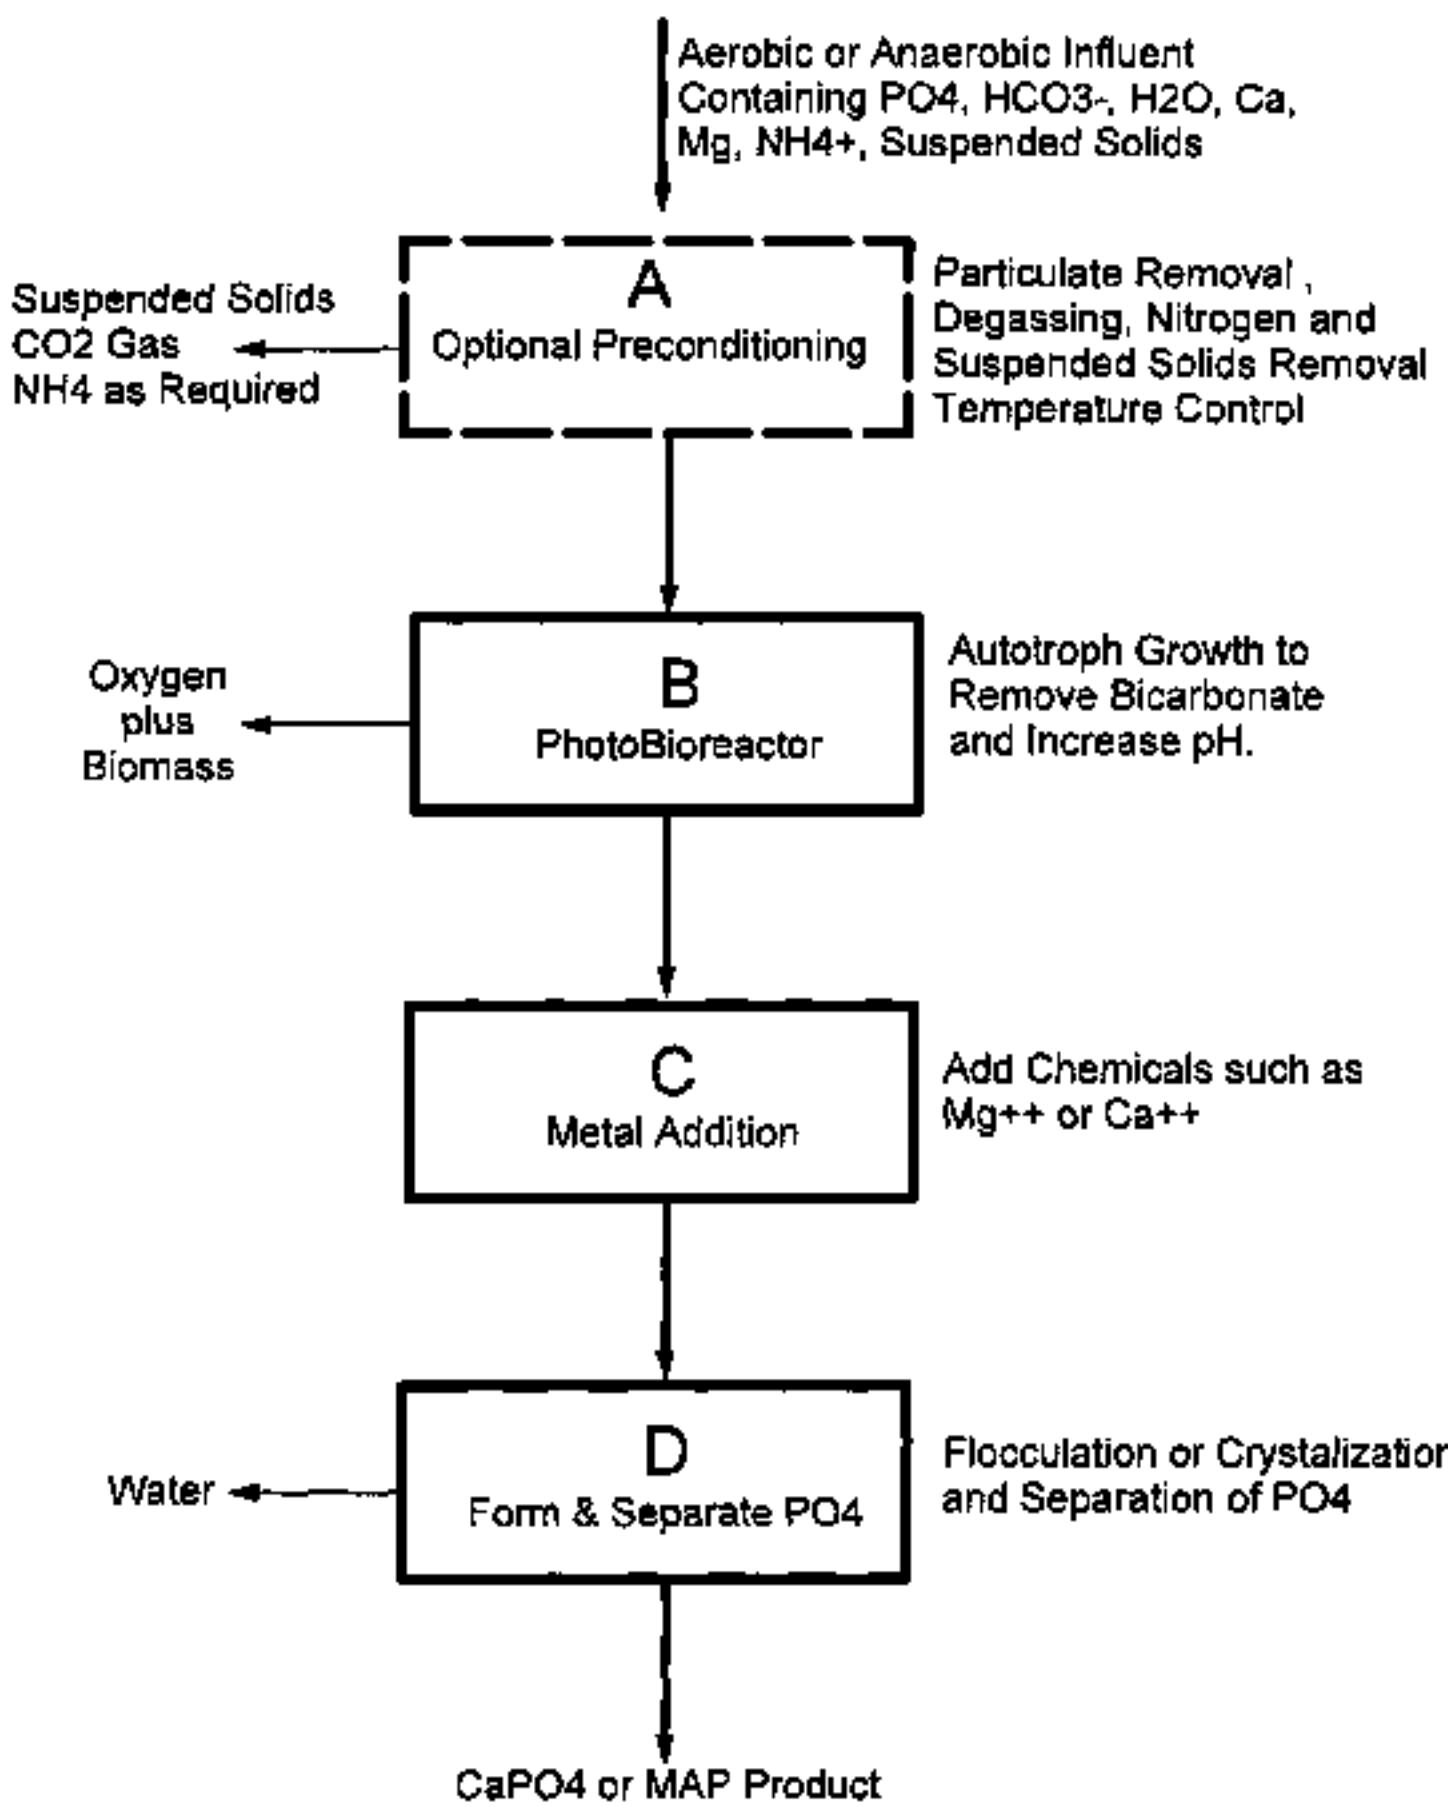 Aerobic or Anaerobic Influent
Containing PO4, HCO3-, H2O, Ca,
Mg, NH4+, Suspended Solids
A
Optional Preconditioning
Suspended Solids
CO2 Gas
NH4 as Required
Particulate Removal ,
Degassing, Nitrogen and
Suspended Solids Removal
Temperature Control
B
PhotoBioreactor
Oxygen
plus
Biomass
Autotroph Growth to
Remove Bicarbonate
and Increase pH.
C
Metal Addition
Add Chemicals such as
Mg++ or Ca++
D
Form & Separate PO4
Water
Flocculation or Crystalization
and Separation of PO4
CaPO4 or MAP Product